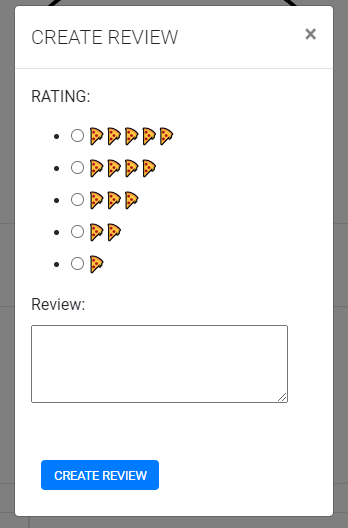 CREATE REVIEW ×
RATING:
🍕🍕🍕🍕🍕
🍕🍕🍕🍕
🍕🍕🍕
🍕🍕
🍕
Review:
CREATE REVIEW